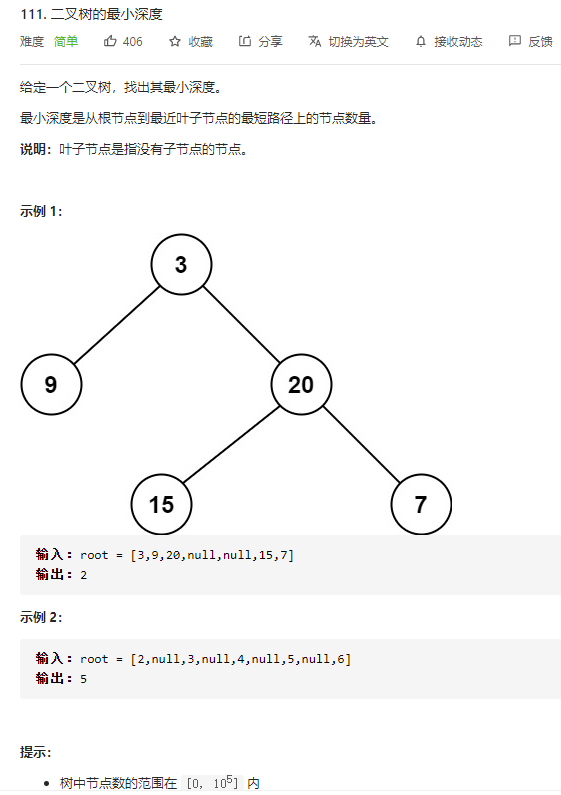 111. 二叉树的最小深度
难度 简单 406 收藏 分享 切换为英文 接收动态 反馈
给定一个二叉树，找出其最小深度。
最小深度是从根节点到最近叶子节点的最短路径上的节点数量。
说明：叶子节点是指没有子节点的节点。
示例 1：
3
9
20
15
7
输入：root = [3,9,20,null,null,15,7]
输出：2
示例 2：
输入：root = [2,null,3,null,4,null,5,null,6]
输出：5
提示：
• 树中节点数的范围在 [0, 10⁵] 内